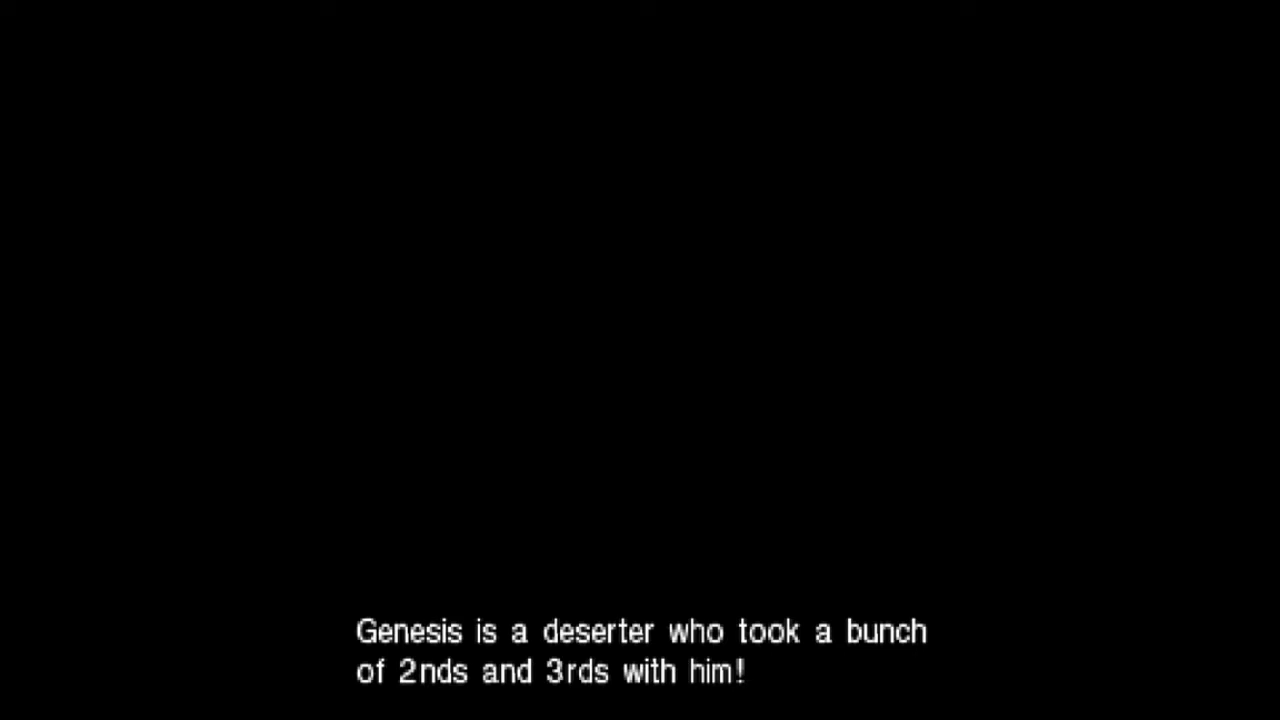 Genesis is a deserter who took a bunch
of 2nds and 3rds with him!